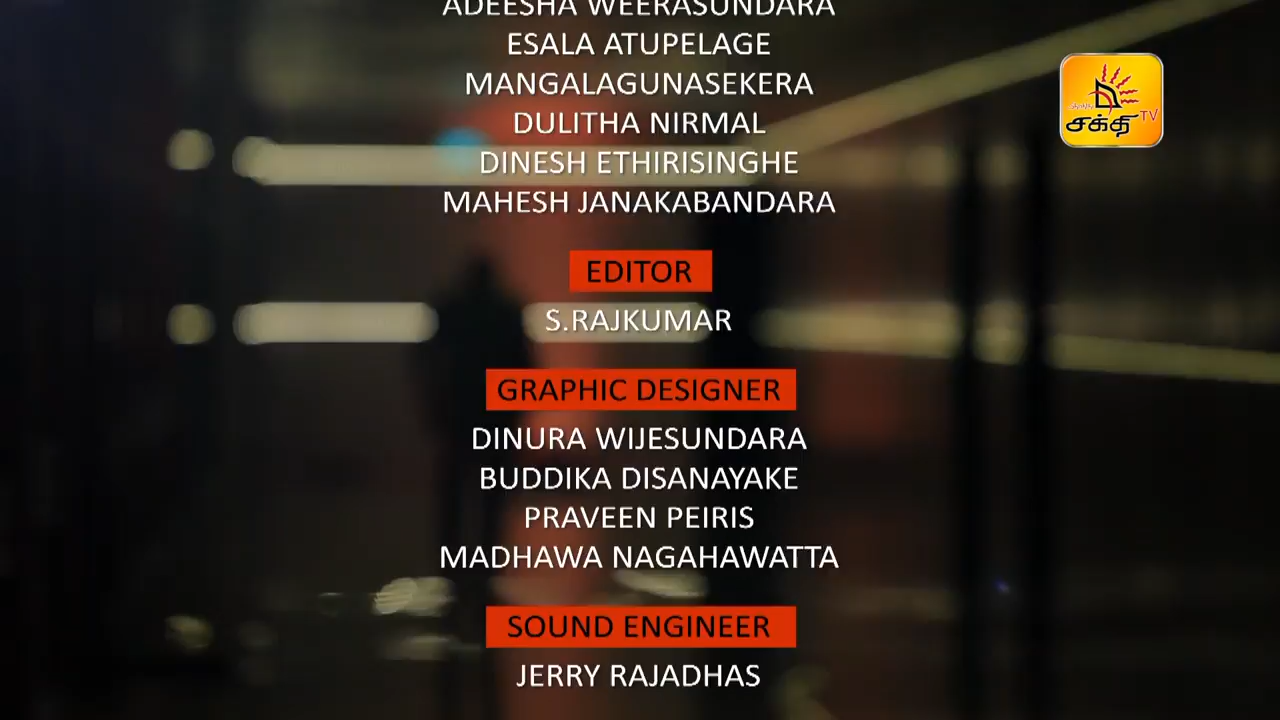 ADEESHA WEERASUNDARA
ESALA ATUPELAGE
MANGALAGUNASEKERA
DULITHA NIRMAL
DINESH ETHIRISINGHE
MAHESH JANAKABANDARA
EDITOR
S.RAJKUMAR
GRAPHIC DESIGNER
DINURA WIJESUNDARA
BUDDIKA DISANAYAKE
PRAVEEN PEIRIS
MADHAWA NAGAHAWATTA
SOUND ENGINEER
JERRY RAJADHAS
சக்தி TV